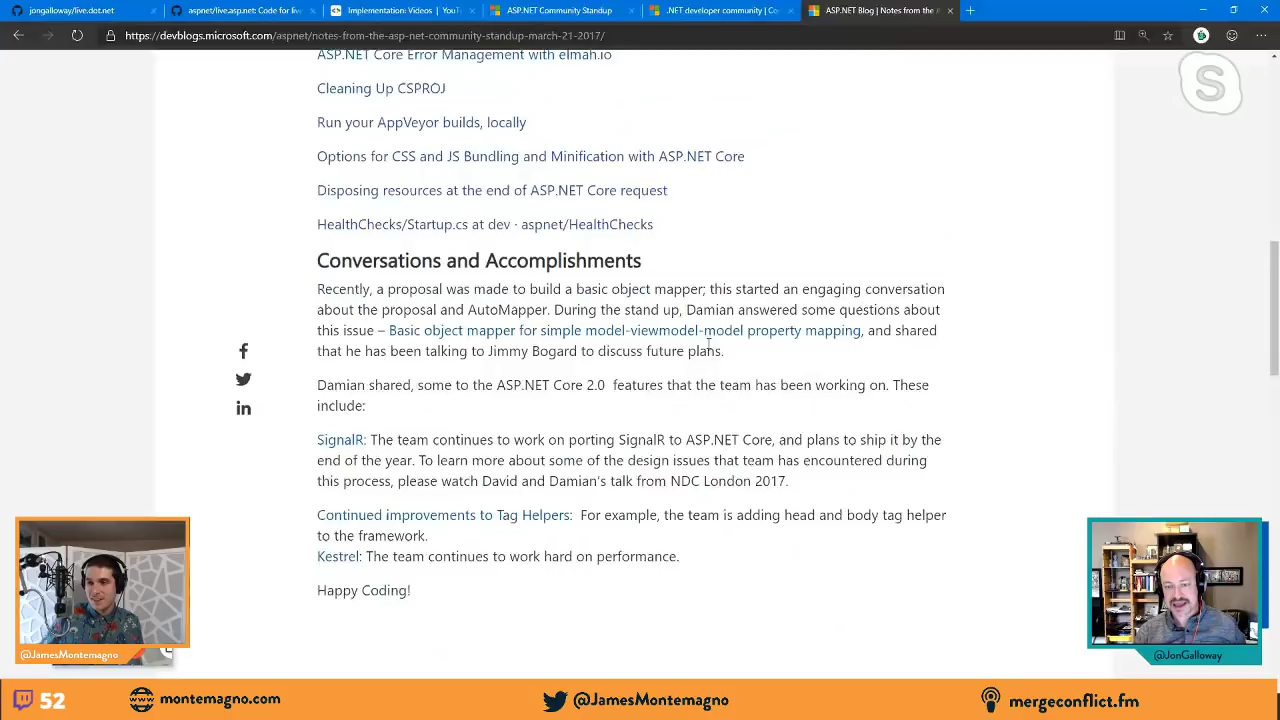 jongalloway/live.dot.net
aspnet/live.asp.net: Code for liv
Implementation: Videos | YouT
ASP.NET Community Standup
.NET developer community | Co
ASP.NET Blog | Notes from the A
https://devblogs.microsoft.com/aspnet/notes-from-the-asp-net-community-standup-march-21-2017/
ASP.NET Core Error Management with elmah.io
Cleaning Up CSPROJ
Run your AppVeyor builds, locally
Options for CSS and JS Bundling and Minification with ASP.NET Core
Disposing resources at the end of ASP.NET Core request
HealthChecks/Startup.cs at dev · aspnet/HealthChecks
Conversations and Accomplishments
Recently, a proposal was made to build a basic object mapper; this started an engaging conversation
about the proposal and AutoMapper. During the stand up, Damian answered some questions about
this issue – Basic object mapper for simple model-viewmodel-model property mapping, and shared
that he has been talking to Jimmy Bogard to discuss future plans.
Damian shared, some to the ASP.NET Core 2.0 features that the team has been working on. These
include:
SignalR: The team continues to work on porting SignalR to ASP.NET Core, and plans to ship it by the
end of the year. To learn more about some of the design issues that team has encountered during
this process, please watch David and Damian's talk from NDC London 2017.
Continued improvements to Tag Helpers: For example, the team is adding head and body tag helper
to the framework.
Kestrel: The team continues to work hard on performance.
Happy Coding!
@JamesMontemagno
@JonGalloway
52
montemagno.com
@JamesMontemagno
mergeconflict.fm